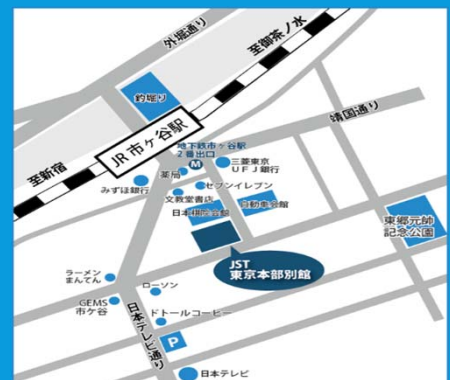 外堀通り
至御茶ノ水
釣堀り
靖国通り
JR 市ヶ谷駅
至新宿
地下鉄市ヶ谷駅
2番出口
M
三菱東京
UFJ銀行
薬局
みずほ銀行
セブンイレブン
文教堂書店
日本棋院会館
自動車会館
東郷元帥
記念公園
JST
東京本部別館
ラーメン
まんてん
ローソン
GEMS
市ケ谷
ドトールコーヒー
日本テレビ通り
P
日本テレビ